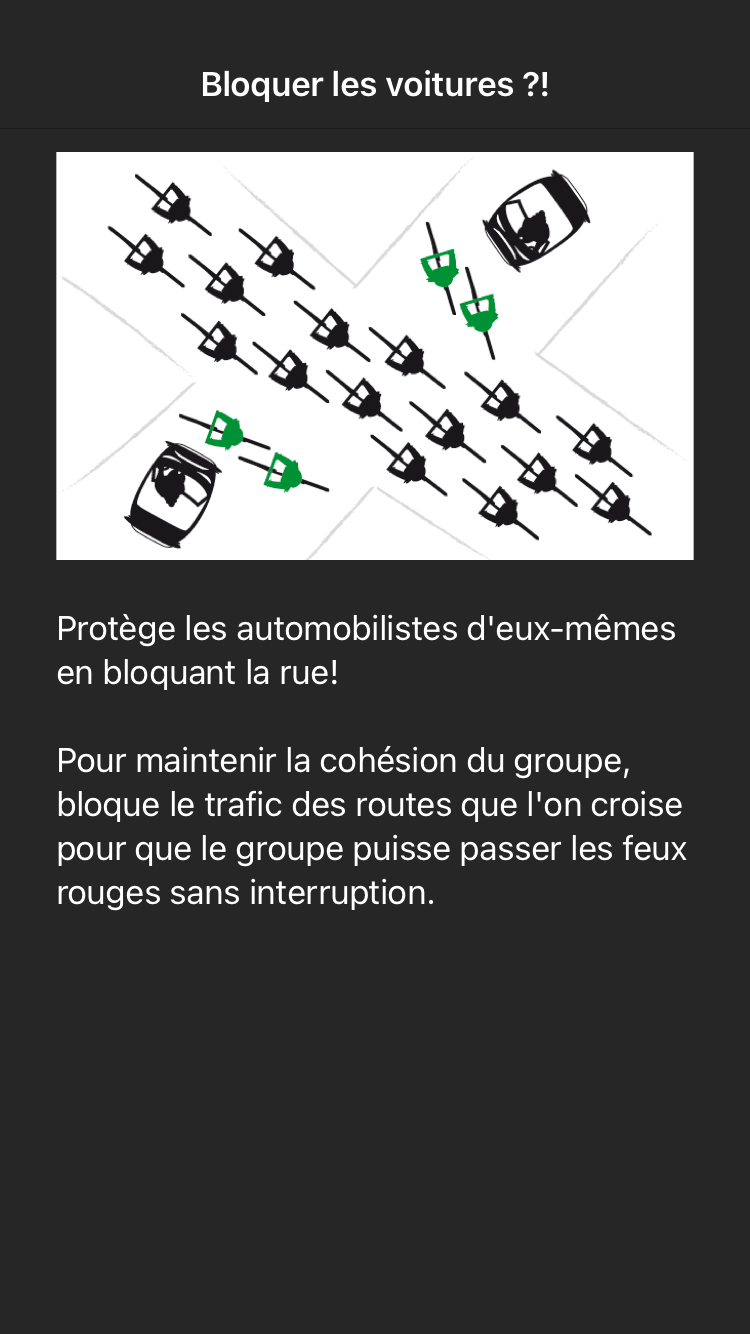 Bloquer les voitures ?!
Protège les automobilistes d'eux-mêmes
en bloquant la rue!
Pour maintenir la cohésion du groupe,
bloque le trafic des routes que l'on croise
pour que le groupe puisse passer les feux
rouges sans interruption.